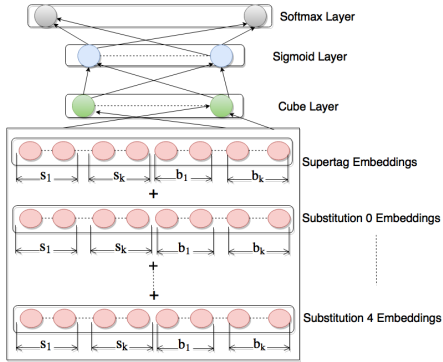 Softmax Layer
Sigmoid Layer
Cube Layer
Supertag Embeddings
s1 sk b1 bk
+
Substitution 0 Embeddings
s1 sk b1 bk
+
+
Substitution 4 Embeddings
s1 sk b1 bk